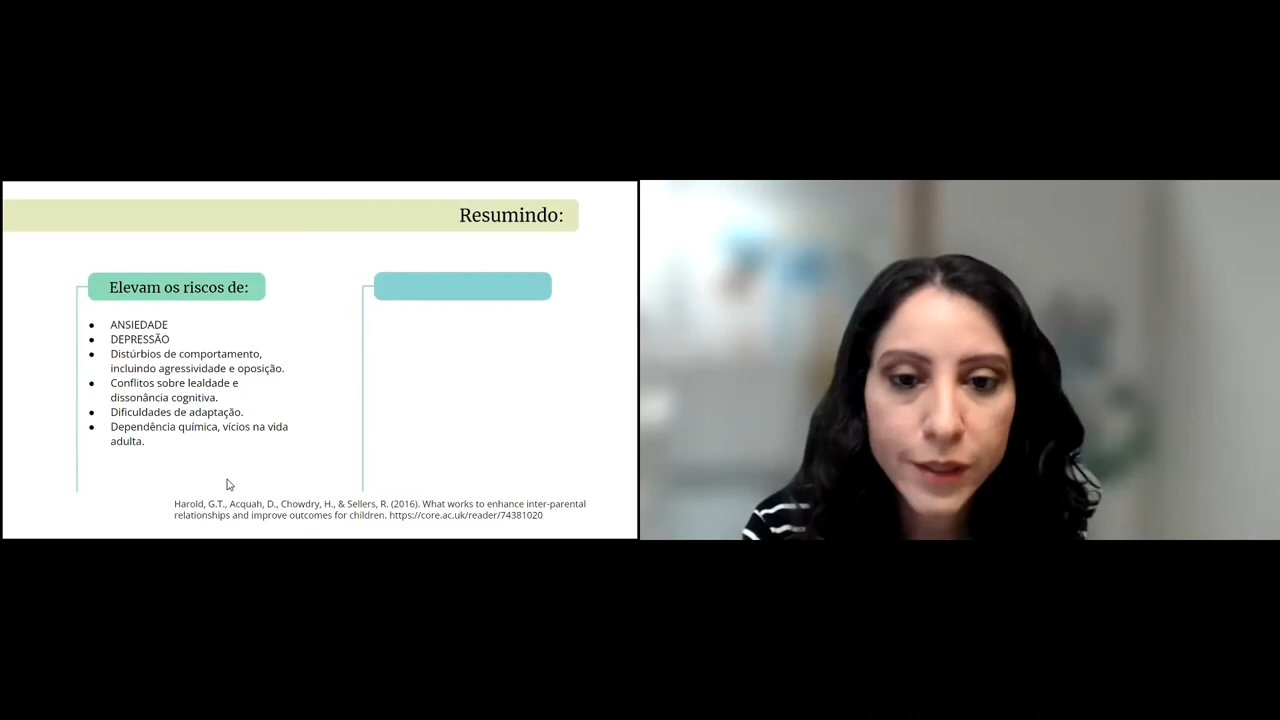 Resumindo:
Elevam os riscos de:
● ANSIEDADE
● DEPRESSÃO
● Distúrbios de comportamento,
incluindo agressividade e oposição.
● Conflitos sobre lealdade e
dissonância cognitiva.
● Dificuldades de adaptação.
● Dependência química, vícios na vida
adulta.
Harold, G.T., Acquah, D., Chowdry, H., & Sellers, R. (2016). What works to enhance inter-parental
relationships and improve outcomes for children. https://core.ac.uk/reader/74381020